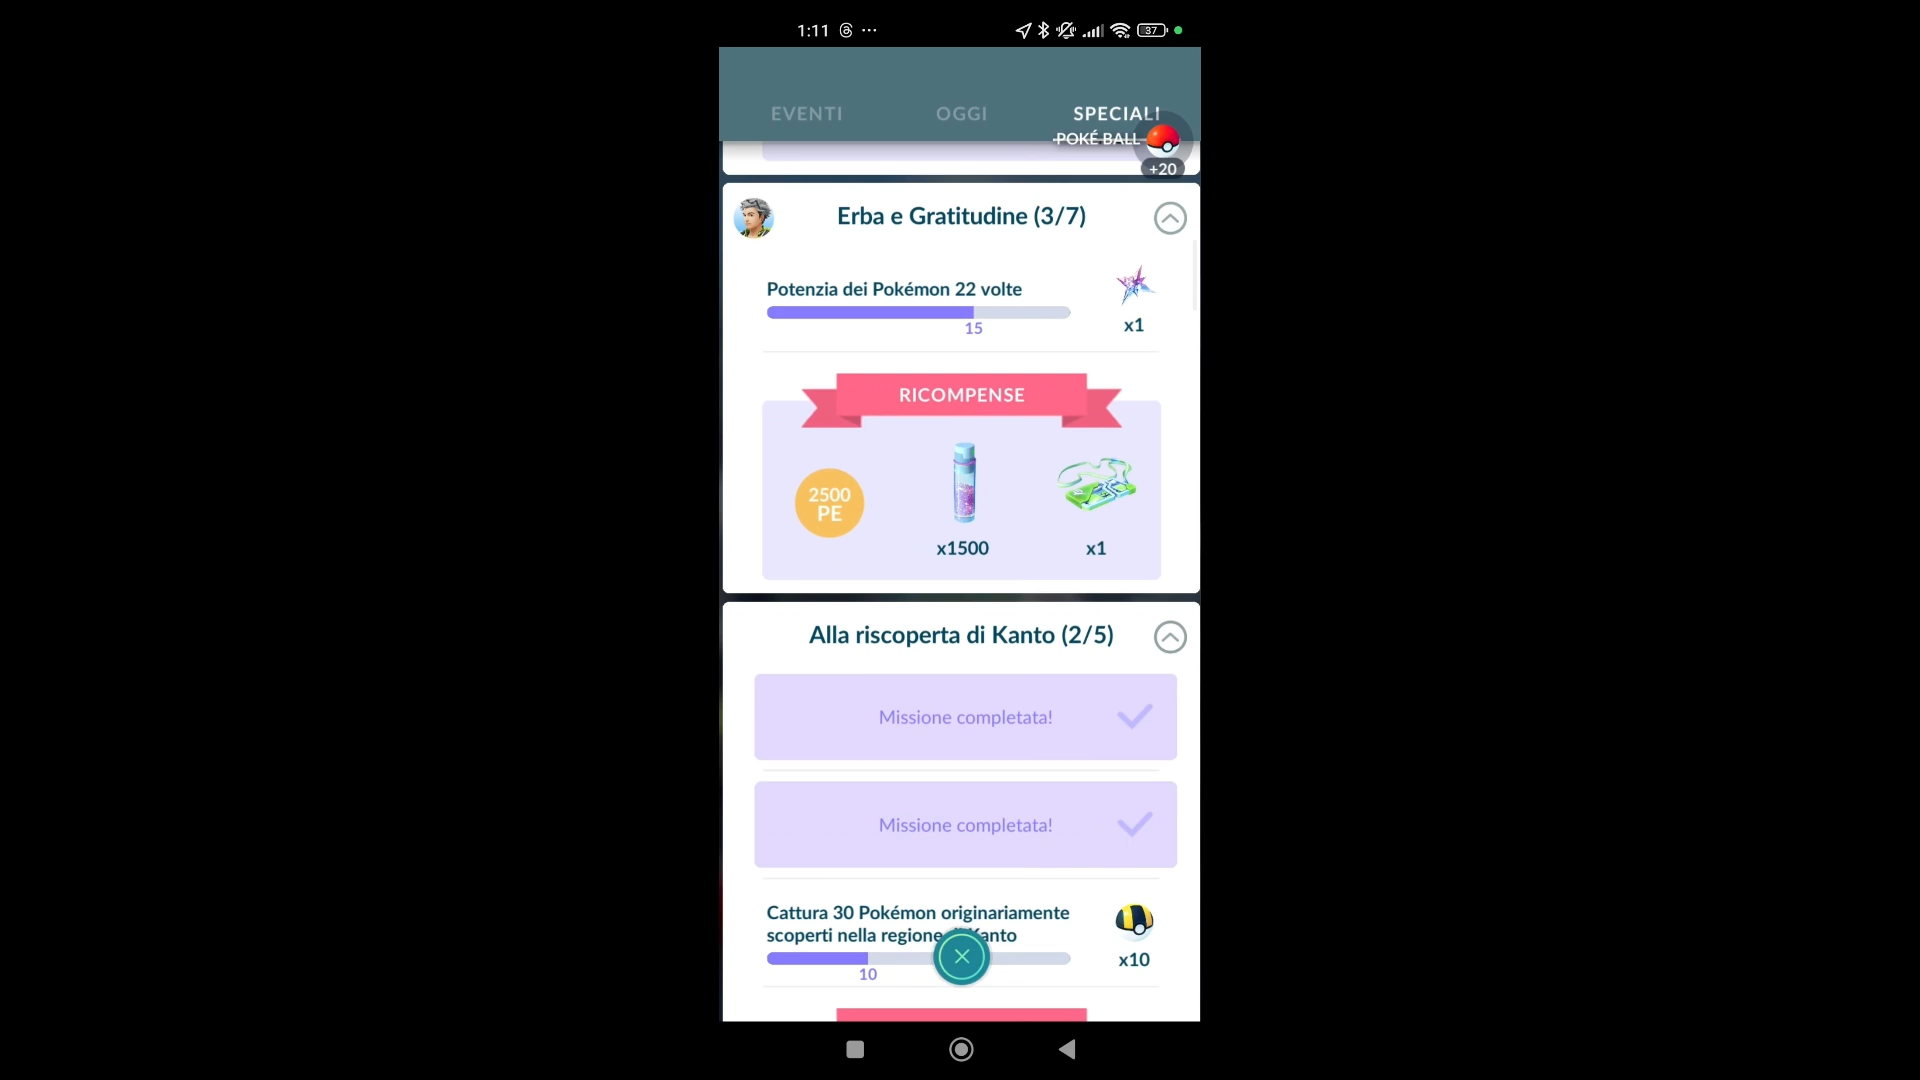 1:11
37
EVENTI
OGGI
SPECIALI
POKÉ BALL
+20
Erba e Gratitudine (3/7)
Potenzia dei Pokémon 22 volte
15
x1
RICOMPENSE
2500
PE
x1500
x1
Alla riscoperta di Kanto (2/5)
Missione completata!
Missione completata!
Cattura 30 Pokémon originariamente
scoperti nella regione Kanto
10
x10